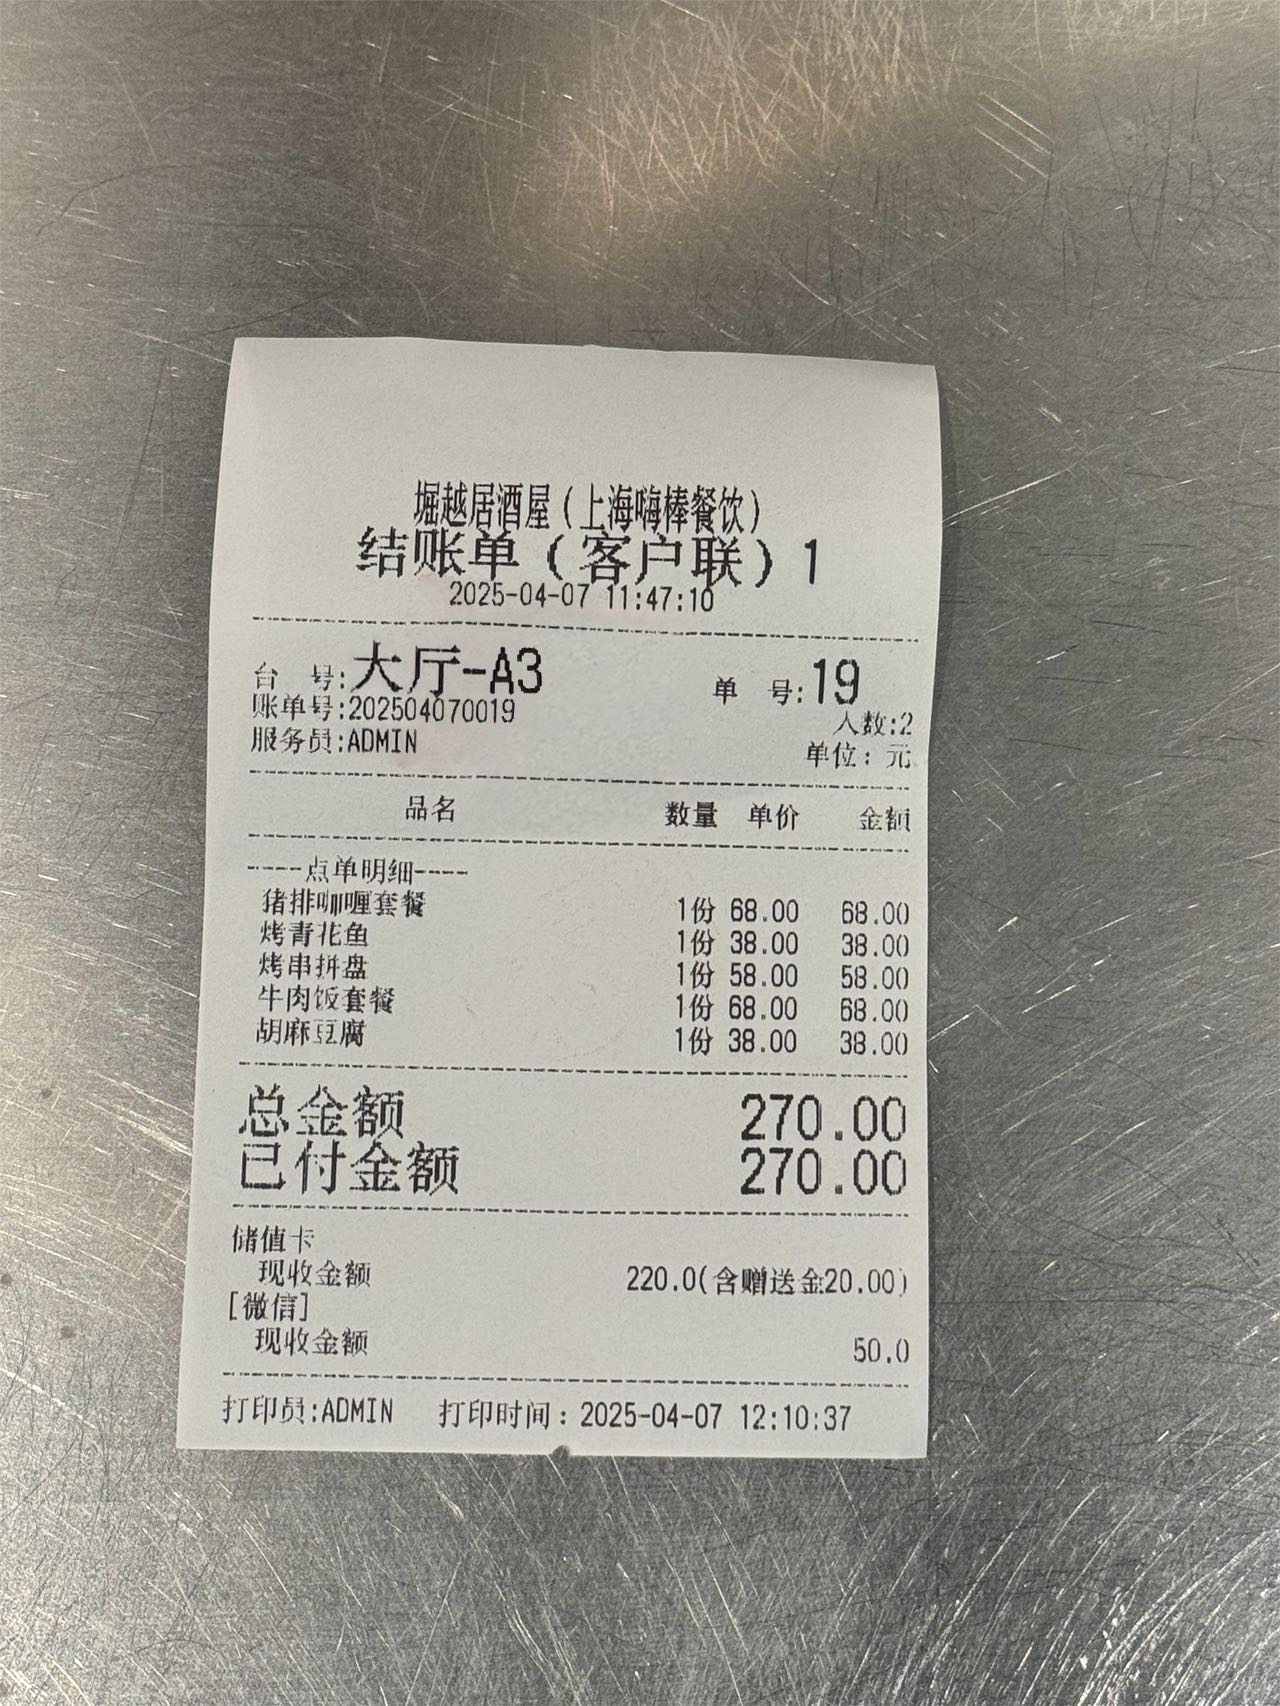 堀越居酒屋(上海嗨棒餐饮)
结账单(客户联)1
2025-04-07 11:47:10
台 号:大厅-A3 单 号:19
账单号:202504070019 人数:2
服务员:ADMIN 单位:元
品名 数量 单价 金额
----点单明细----
猪排咖喱套餐 1份 68.00 68.00
烤青花鱼 1份 38.00 38.00
烤串拼盘 1份 58.00 58.00
牛肉饭套餐 1份 68.00 68.00
胡麻豆腐 1份 38.00 38.00
总金额 270.00
已付金额 270.00
储值卡
现收金额 220.0(含赠送金20.00)
[微信]
现收金额 50.0
打印员:ADMIN 打印时间:2025-04-07 12:10:37